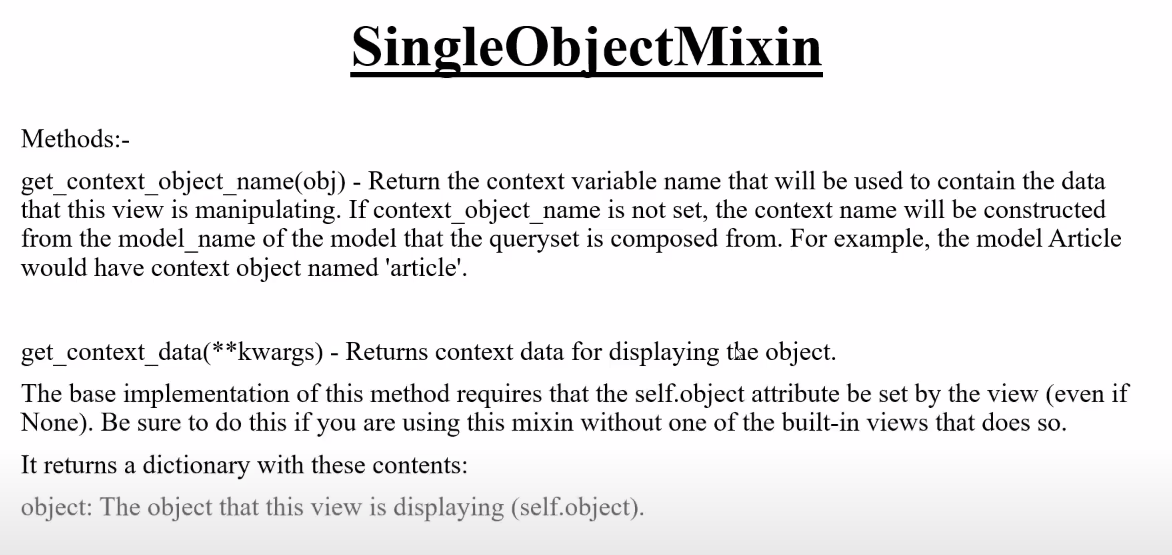 SingleObjectMixin
Methods:-
get_context_object_name(obj) - Return the context variable name that will be used to contain the data
that this view is manipulating. If context_object_name is not set, the context name will be constructed
from the model_name of the model that the queryset is composed from. For example, the model Article
would have context object named 'article'.
get_context_data(**kwargs) - Returns context data for displaying the object.
The base implementation of this method requires that the self.object attribute be set by the view (even if
None). Be sure to do this if you are using this mixin without one of the built-in views that does so.
It returns a dictionary with these contents:
object: The object that this view is displaying (self.object).